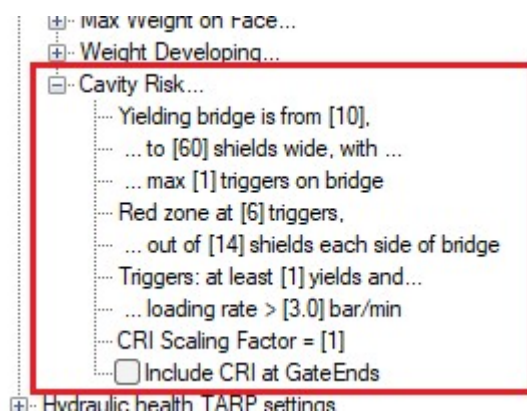 Max Weight on Face...
Weight Developing...
Cavity Risk...
Yielding bridge is from [10],
... to [60] shields wide, with ...
... max [1] triggers on bridge
Red zone at [6] triggers,
... out of [14] shields each side of bridge
Triggers: at least [1] yields and...
... loading rate > [3.0] bar/min
CRI Scaling Factor = [1]
Include CRI at GateEnds
Hydraulic health TARP settings